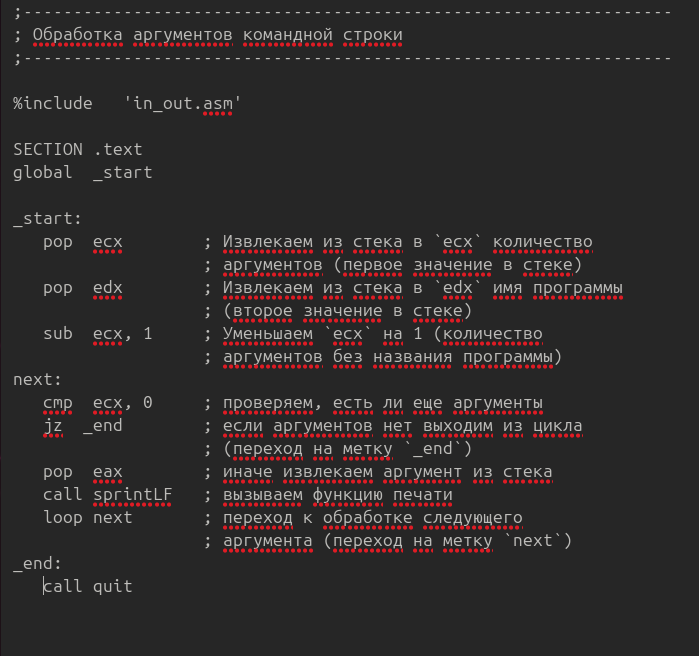 ;-----------------------------------------------------------------
; Обработка аргументов командной строки
;-----------------------------------------------------------------
%include   'in_out.asm'
SECTION .text
global  _start
_start:
   pop  ecx        ; Извлекаем из стека в `ecx` количество
                   ; аргументов (первое значение в стеке)
   pop  edx        ; Извлекаем из стека в `edx` имя программы
                   ; (второе значение в стеке)
   sub  ecx, 1     ; Уменьшаем `ecx` на 1 (количество
                   ; аргументов без названия программы)
next:
   cmp  ecx, 0     ; проверяем, есть ли еще аргументы
   jz  _end        ; если аргументов нет выходим из цикла
                   ; (переход на метку `_end`)
   pop  eax        ; иначе извлекаем аргумент из стека
   call sprintLF   ; вызываем функцию печати
   loop next       ; переход к обработке следующего
                   ; аргумента (переход на метку `next`)
_end:
   call quit